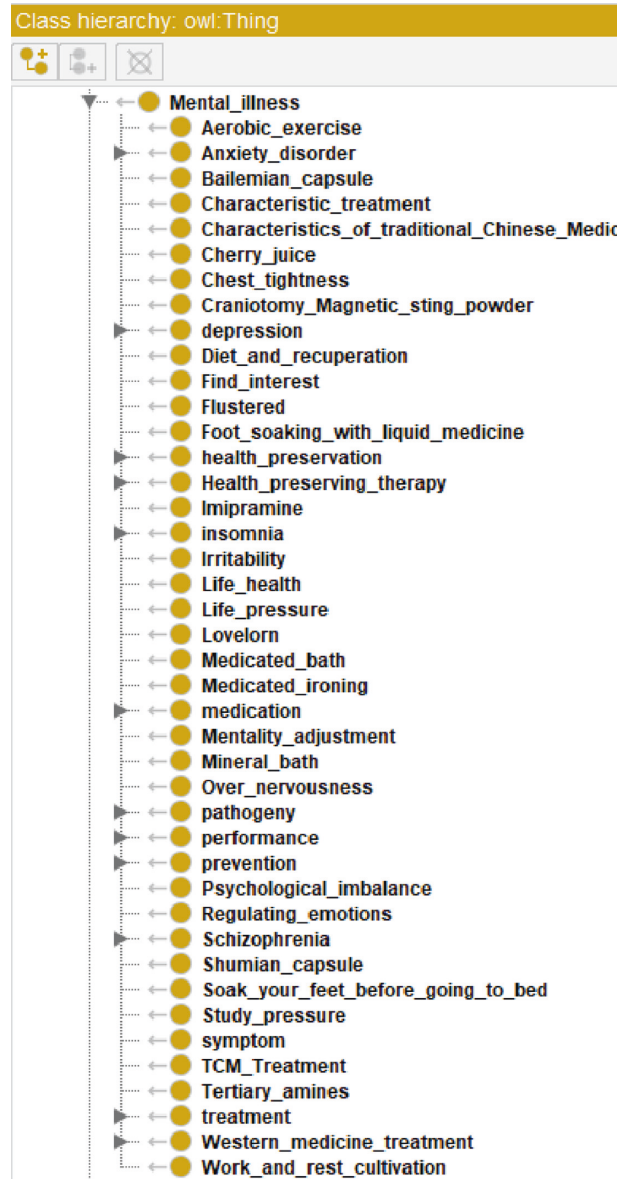 Class hierarchy: owl:Thing
Mental_illness
Aerobic_exercise
Anxiety_disorder
Bailemian_capsule
Characteristic_treatment
Characteristics_of_traditional_Chinese_Medic
Cherry_juice
Chest_tightness
Craniotomy_Magnetic_sting_powder
depression
Diet_and_recuperation
Find_interest
Flustered
Foot_soaking_with_liquid_medicine
health_preservation
Health_preserving_therapy
Imipramine
insomnia
Irritability
Life_health
Life_pressure
Lovelorn
Medicated_bath
Medicated_ironing
medication
Mentality_adjustment
Mineral_bath
Over_nervousness
pathogeny
performance
prevention
Psychological_imbalance
Regulating_emotions
Schizophrenia
Shumian_capsule
Soak_your_feet_before_going_to_bed
Study_pressure
symptom
TCM_Treatment
Tertiary_amines
treatment
Western_medicine_treatment
Work_and_rest_cultivation